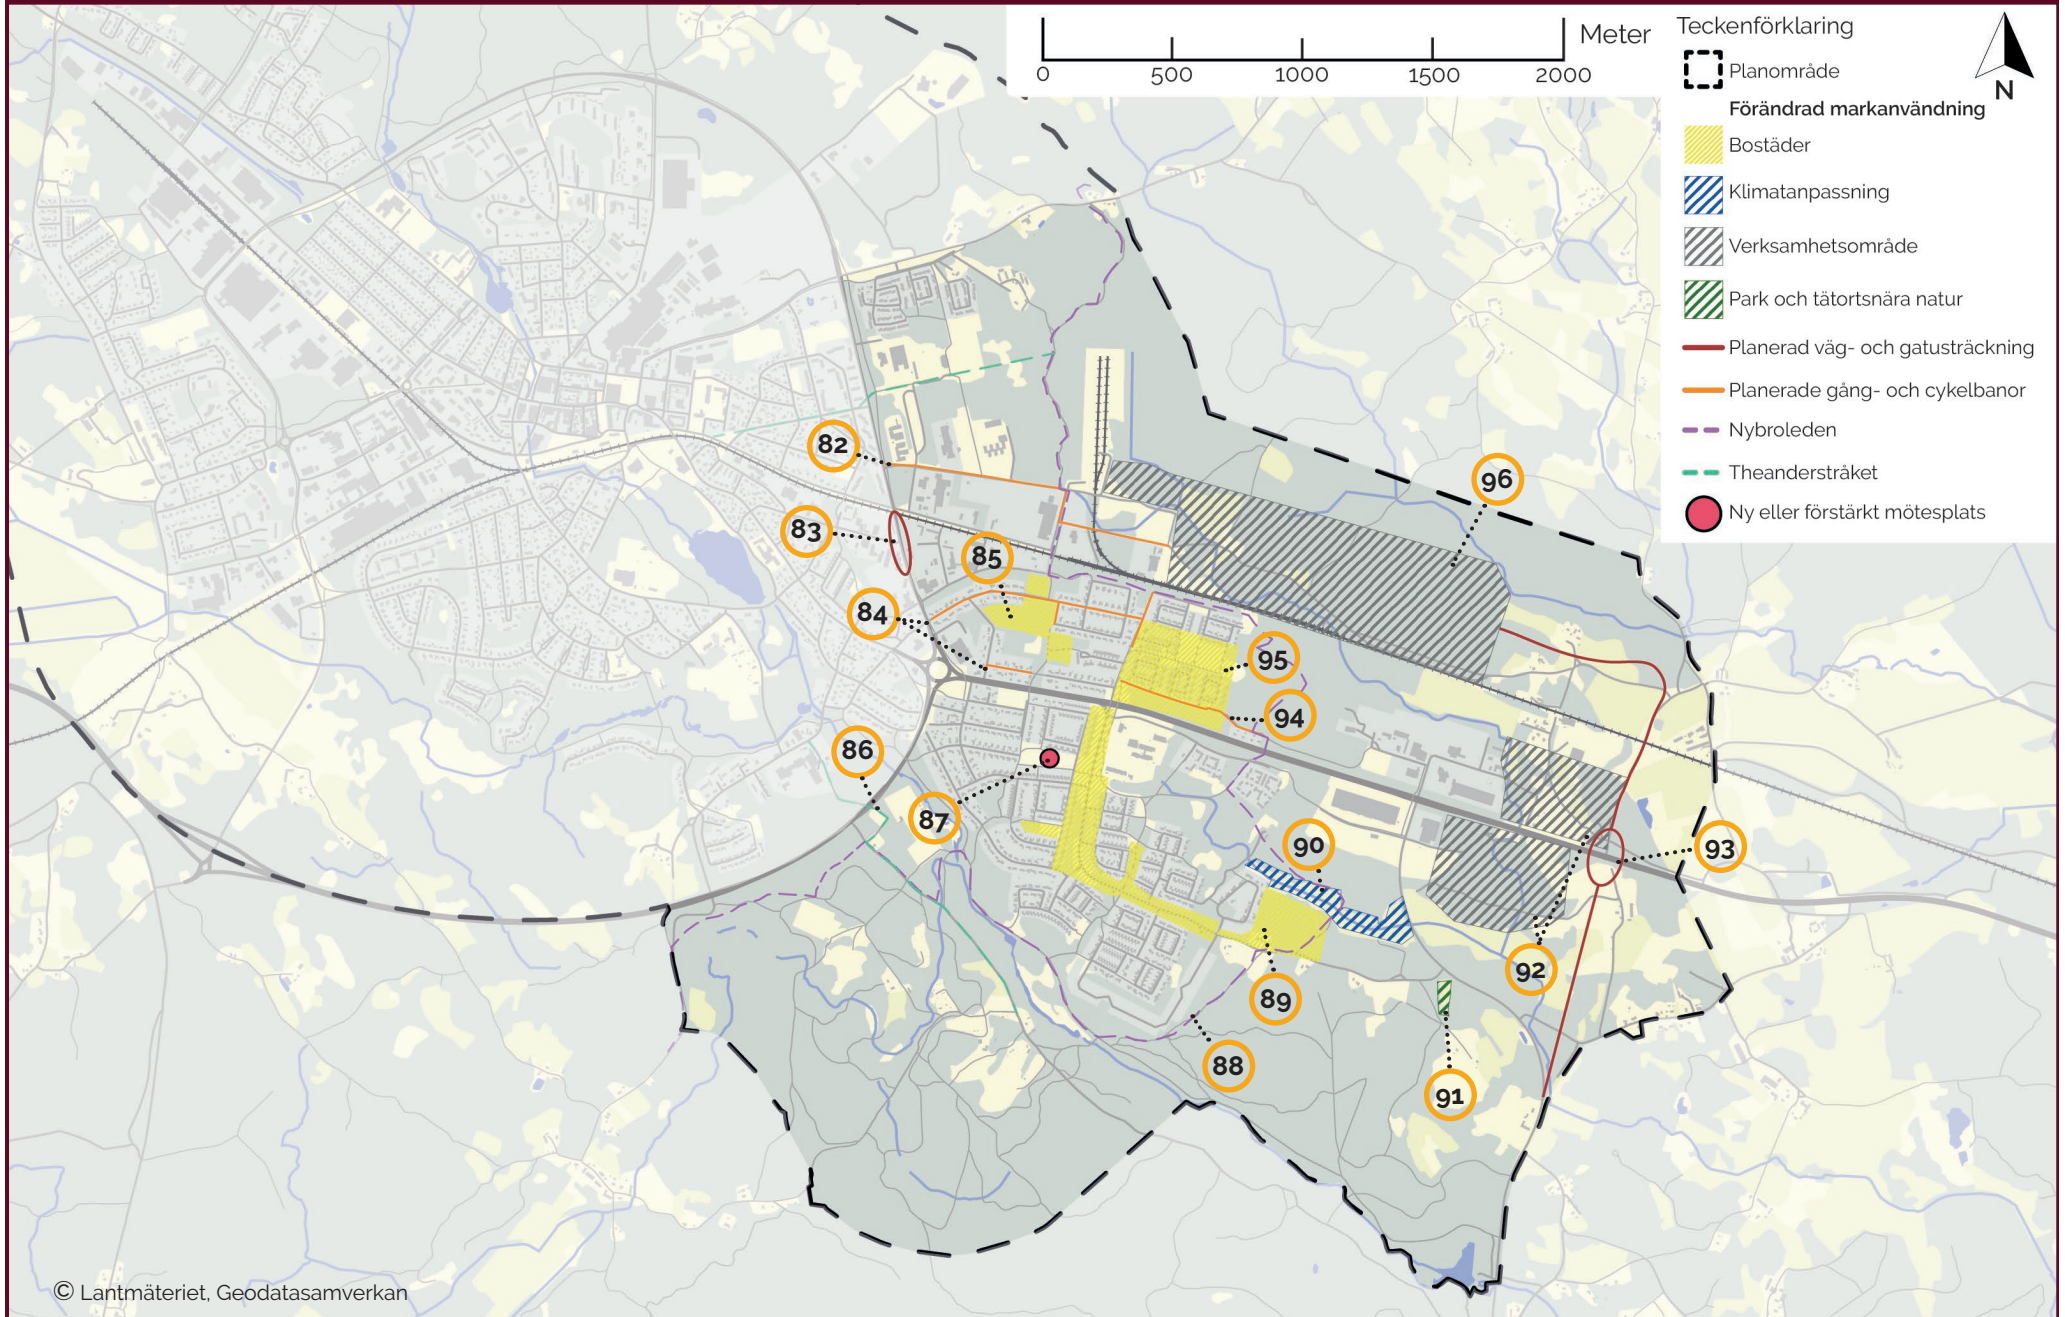 Meter
0 500 1000 1500 2000
Teckenförklaring
Planområde
Förändrad markanvändning
Bostäder
Klimatanpassning
Verksamhetsområde
Park och tätortsnära natur
Planerad väg- och gatusträckning
Planerade gång- och cykelbanor
Nybroleden
Theanderstråket
Ny eller förstärkt mötesplats
N
82
96
83
85
84
95
94
86
87
90
93
92
89
88
91
© Lantmäteriet, Geodatasamverkan